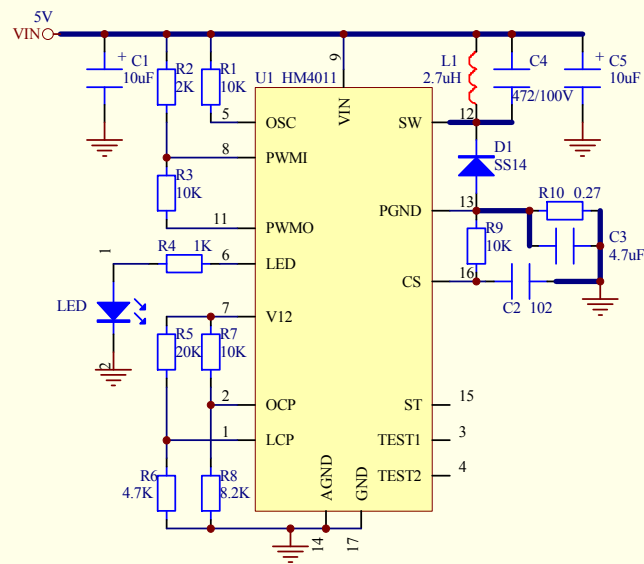 5V
VIN
C1
10uF
R2
2K
R1
10K
U1 HM4011
9
VIN
L1
2.7uH
C4
472/100V
C5
10uF
5
OSC
SW
12
8
PWMI
D1
SS14
R3
10K
11
PWMO
PGND
13
R10 0.27
R9
10K
C3
4.7uF
1
R4 1K
6
LED
CS
16
C2 102
LED
2
7
V12
R5
20K
R7
10K
2
OCP
ST
15
1
LCP
TEST1
3
R6
4.7K
R8
8.2K
TEST2
4
AGND
GND
14
17